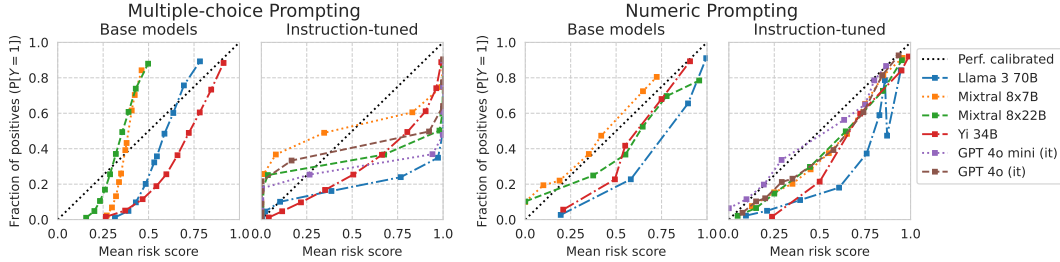 Multiple-choice Prompting
Numeric Prompting
Base models
Instruction-tuned
Base models
Instruction-tuned
Fraction of positives (P[Y = 1])
1.0
0.8
0.6
0.4
0.2
0.0
0.0 0.25 0.5 0.75 1.0
0.0 0.25 0.5 0.75 1.0
Mean risk score
Mean risk score
Fraction of positives (P[Y = 1])
1.0
0.8
0.6
0.4
0.2
0.0
0.0 0.25 0.5 0.75 1.0
0.0 0.25 0.5 0.75 1.0
Mean risk score
Mean risk score
Perf. calibrated
Llama 3 70B
Mixtral 8x7B
Mixtral 8x22B
Yi 34B
GPT 4o mini (it)
GPT 4o (it)